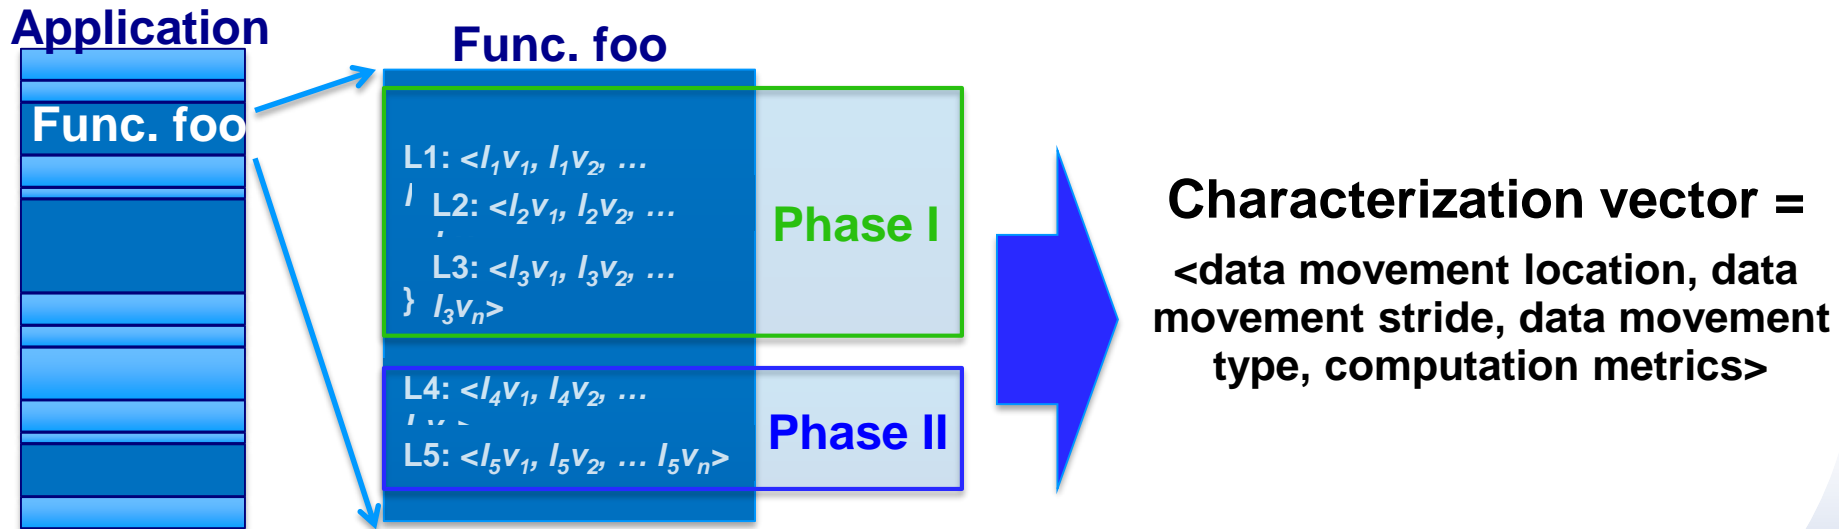 Application
Func. foo
Func. foo
L1: <l₁v₁, l₁v₂, …
L2: <l₂v₁, l₂v₂, …
L3: <l₃v₁, l₃v₂, …
} l₃vₙ>
Phase I
L4: <l₄v₁, l₄v₂, …
L5: <l₅v₁, l₅v₂, … l₅vₙ>
Phase II
Characterization vector =
<data movement location, data
movement stride, data movement
type, computation metrics>